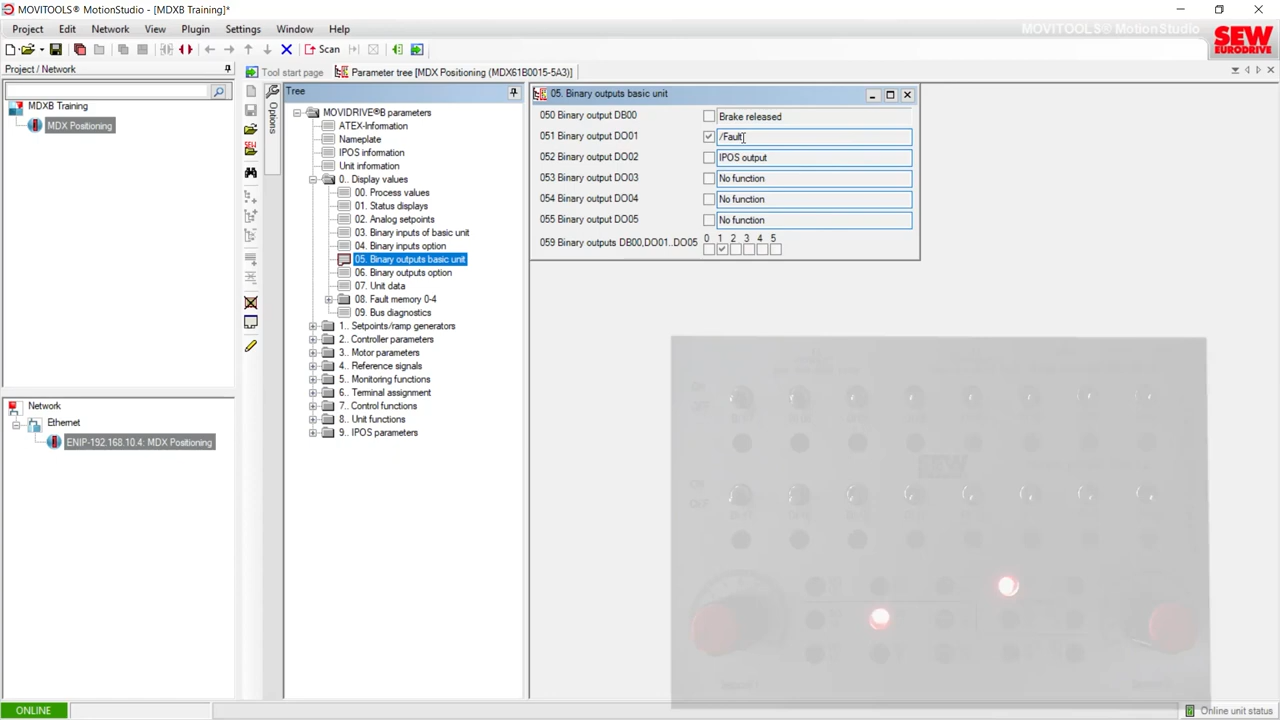 MOVITOOLS® MotionStudio - [MDXB Training]*
Project Edit Network View Plugin Settings Window Help
MOVITOOLS® MotionStudio
SEW
EURODRIVE
Scan
Project / Network
Tool start page
Parameter tree [MDX Positioning (MDX61B0015-5A3)]
MDXB Training
MDX Positioning
Options
Tree
MOVIDRIVE®B parameters
ATEX-Information
Nameplate
IPOS information
Unit information
0.. Display values
00. Process values
01. Status displays
02. Analog setpoints
03. Binary inputs of basic unit
04. Binary inputs option
05. Binary outputs basic unit
06. Binary outputs option
07. Unit data
08. Fault memory 0-4
09. Bus diagnostics
1.. Setpoints/ramp generators
2.. Controller parameters
3.. Motor parameters
4.. Reference signals
5.. Monitoring functions
6.. Terminal assignment
7.. Control functions
8.. Unit functions
9.. IPOS parameters
05. Binary outputs basic unit
050 Binary output DB00 Brake released
051 Binary output DO01 /Fault
052 Binary output DO02 IPOS output
053 Binary output DO03 No function
054 Binary output DO04 No function
055 Binary output DO05 No function
0 1 2 3 4 5
059 Binary outputs DB00,DO01..DO05
Network
Ethernet
ENIP-192.168.10.4: MDX Positioning
SEW
ON
OFF
ONLINE
Online unit status